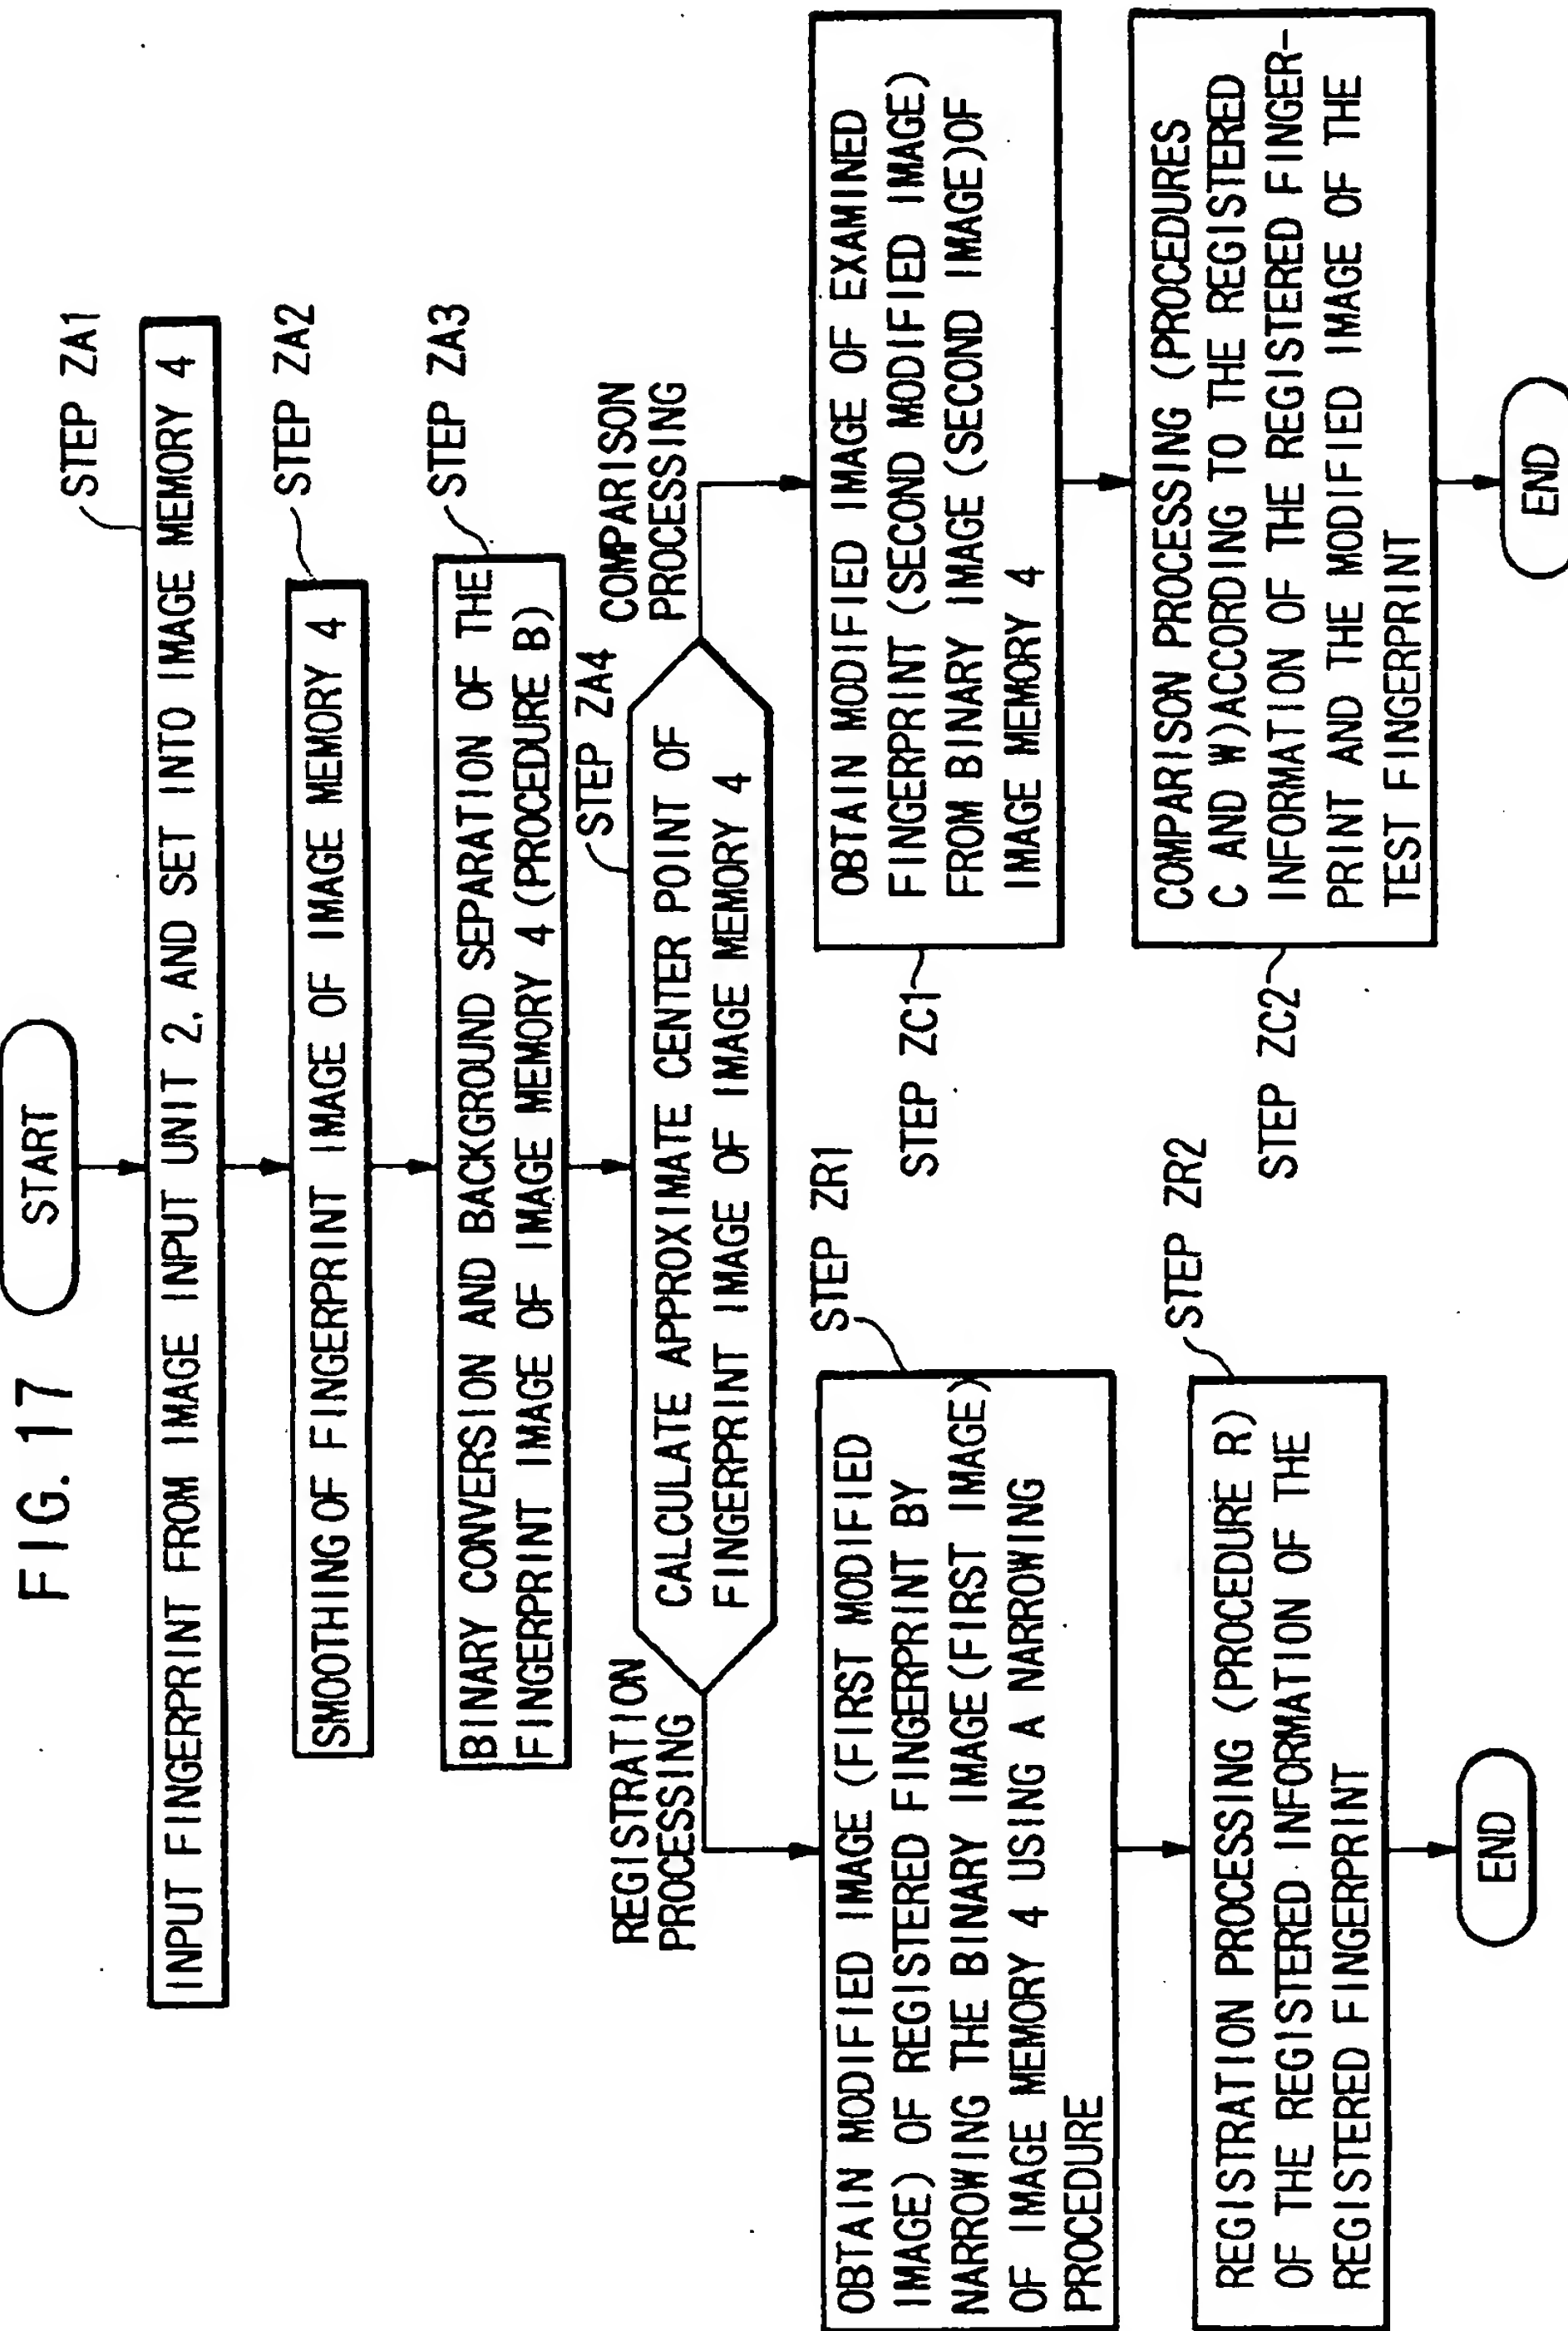 FIG. 17
START
STEP ZA1
INPUT FINGERPRINT FROM IMAGE INPUT UNIT 2, AND SET INTO IMAGE MEMORY 4
STEP ZA2
SMOOTHING OF FINGERPRINT IMAGE OF IMAGE MEMORY 4
STEP ZA3
BINARY CONVERSION AND BACKGROUND SEPARATION OF THE
FINGERPRINT IMAGE OF IMAGE MEMORY 4 (PROCEDURE B)
STEP ZA4
CALCULATE APPROXIMATE CENTER POINT OF
FINGERPRINT IMAGE OF IMAGE MEMORY 4
REGISTRATION
PROCESSING
COMPARISON
PROCESSING
STEP ZR1
OBTAIN MODIFIED IMAGE (FIRST MODIFIED
IMAGE) OF REGISTERED FINGERPRINT BY
NARROWING THE BINARY IMAGE(FIRST IMAGE)
OF IMAGE MEMORY 4 USING A NARROWING
PROCEDURE
STEP ZR2
REGISTRATION PROCESSING (PROCEDURE R)
OF THE REGISTERED INFORMATION OF THE
REGISTERED FINGERPRINT
END
STEP ZC1
OBTAIN MODIFIED IMAGE OF EXAMINED
FINGERPRINT (SECOND MODIFIED IMAGE)
FROM BINARY IMAGE (SECOND IMAGE)OF
IMAGE MEMORY 4
STEP ZC2
COMPARISON PROCESSING (PROCEDURES
C AND W)ACCORDING TO THE REGISTERED
INFORMATION OF THE REGISTERED FINGER-
PRINT AND THE MODIFIED IMAGE OF THE
TEST FINGERPRINT
END